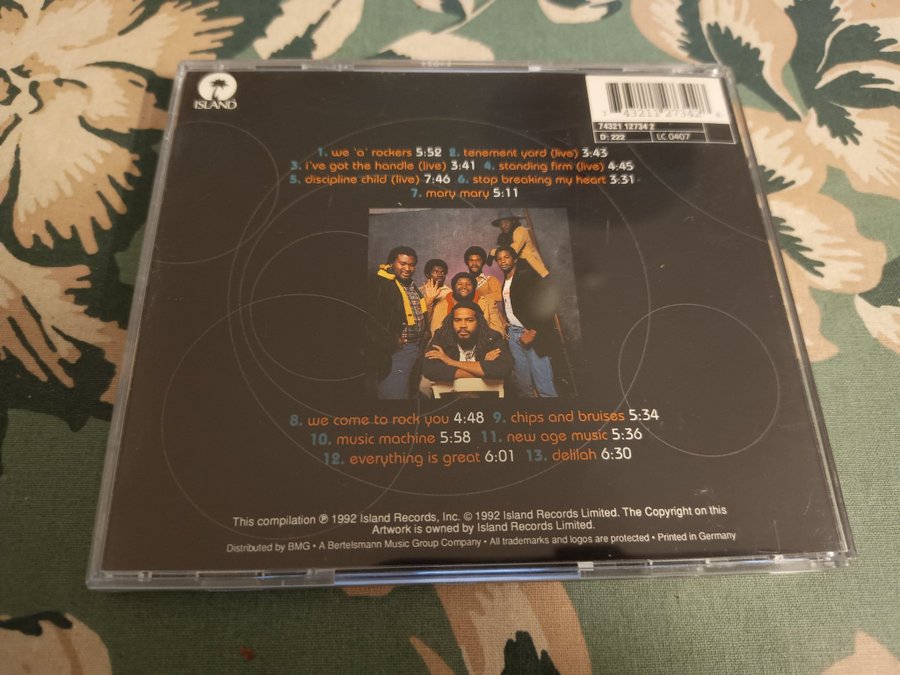 ISLAND
7 43211 27342 8
74321 12734 2
D: 222 LC 0407
1. we 'a' rockers 5:52 2. tenement yard (live) 3:43
3. i've got the handle (live) 3:41 4. standing firm (live) 4:45
5. discipline child (live) 7:46 6. stop breaking my heart 3:31
7. mary mary 5:11
8. we come to rock you 4:48 9. chips and bruises 5:34
10. music machine 5:58 11. new age music 5:36
12. everything is great 6:01 13. delilah 6:30
This compilation ℗ 1992 Island Records, Inc. © 1992 Island Records Limited. The Copyright on this
Artwork is owned by Island Records Limited.
Distributed by BMG • A Bertelsmann Music Group Company • All trademarks and logos are protected • Printed in Germany